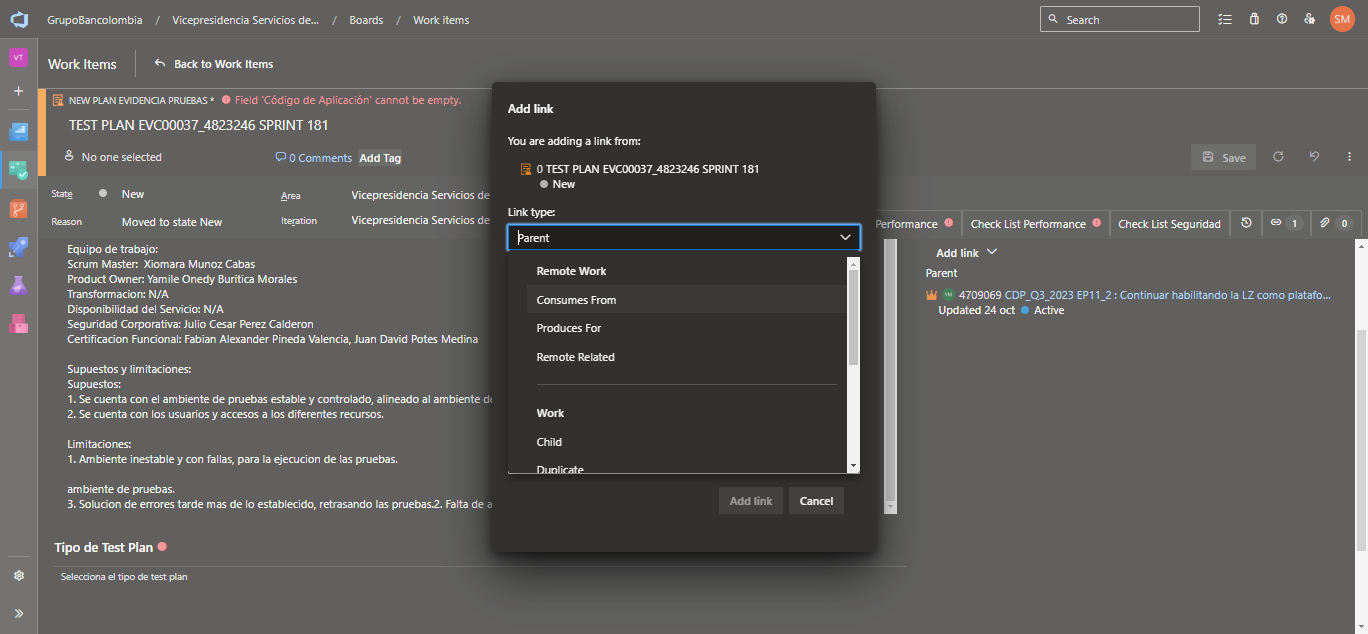 GrupoBancolombia / Vicepresidencia Servicios de... / Boards / Work items
Search
SM
VT
Work Items
Back to Work Items
NEW PLAN EVIDENCIA PRUEBAS * Field 'Código de Aplicación' cannot be empty.
TEST PLAN EVC00037_4823246 SPRINT 181
No one selected
0 Comments
Add Tag
Save
State
New
Area
Vicepresidencia Servicios de
Reason
Moved to state New
Iteration
Vicepresidencia Servicios de
Performance
Check List Performance
Check List Seguridad
1
0
Equipo de trabajo:
Scrum Master: Xiomara Munoz Cabas
Product Owner: Yamile Onedy Buritica Morales
Transformacion: N/A
Disponibilidad del Servicio: N/A
Seguridad Corporativa: Julio Cesar Perez Calderon
Certificacion Funcional: Fabian Alexander Pineda Valencia, Juan David Potes Medina
Supuestos y limitaciones:
Supuestos:
1. Se cuenta con el ambiente de pruebas estable y controlado, alineado al ambiente de
2. Se cuenta con los usuarios y accesos a los diferentes recursos.
Limitaciones:
1. Ambiente inestable y con fallas, para la ejecucion de las pruebas.
ambiente de pruebas.
3. Solucion de errores tarde mas de lo establecido, retrasando las pruebas.2. Falta de a
Tipo de Test Plan
Selecciona el tipo de test plan
Add link
You are adding a link from:
0 TEST PLAN EVC00037_4823246 SPRINT 181
New
Link type:
Parent
Remote Work
Consumes From
Produces For
Remote Related
Work
Child
Duplicate
Add link
Cancel
Add link
Parent
YM 4709069 CDP_Q3_2023 EP11_2 : Continuar habilitando la LZ como platafo...
Updated 24 oct Active